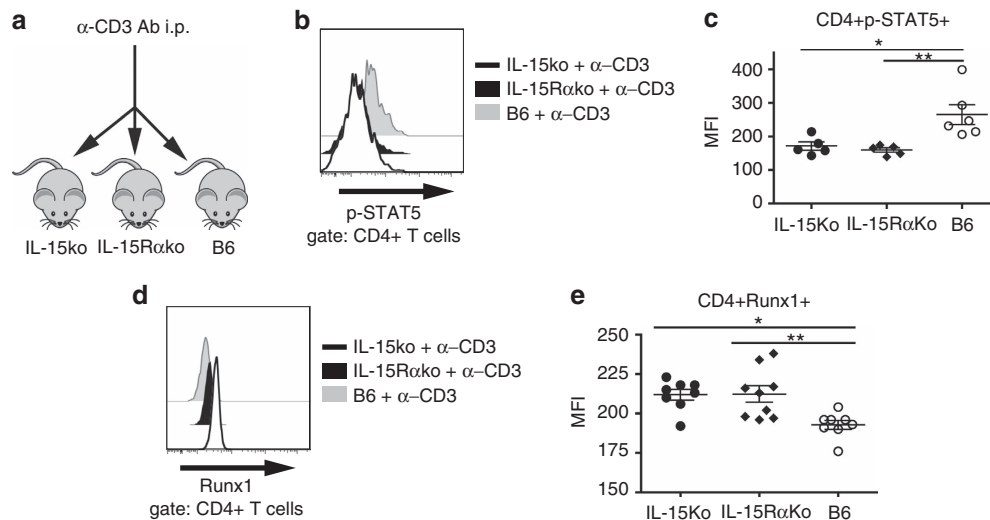 a
α-CD3 Ab i.p.
IL-15ko IL-15Rαko B6
b
IL-15ko + α–CD3
IL-15Rαko + α–CD3
B6 + α–CD3
p-STAT5
gate: CD4+ T cells
c
CD4+p-STAT5+
*
**
400
300
200
100
0
MFI
IL-15Ko IL-15RαKo B6
d
IL-15ko + α–CD3
IL-15Rαko + α–CD3
B6 + α–CD3
Runx1
gate: CD4+ T cells
e
CD4+Runx1+
*
**
250
225
200
175
150
MFI
IL-15Ko IL-15RαKo B6